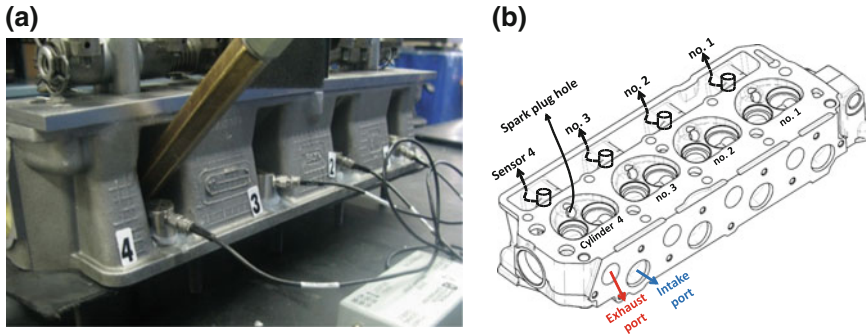 (a)
4
3
2
(b)
no. 1
no. 2
Spark plug hole
no. 3
Sensor 4
no. 1
no. 2
no. 3
Cylinder 4
Exhaust
port
Intake
port